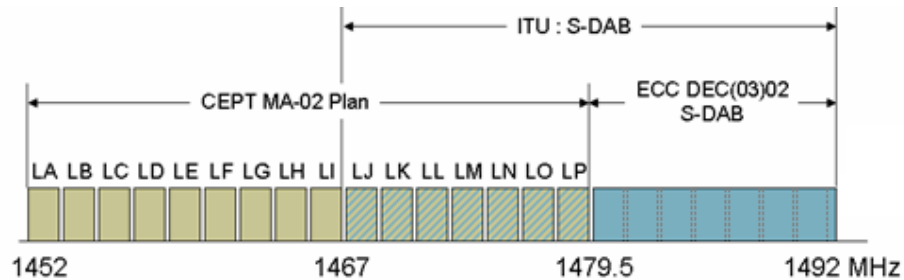 ITU : S-DAB
CEPT MA-02 Plan
ECC DEC(03)02
S-DAB
LA LB LC LD LE LF LG LH LI LJ LK LL LM LN LO LP
1452 1467 1479.5 1492 MHz